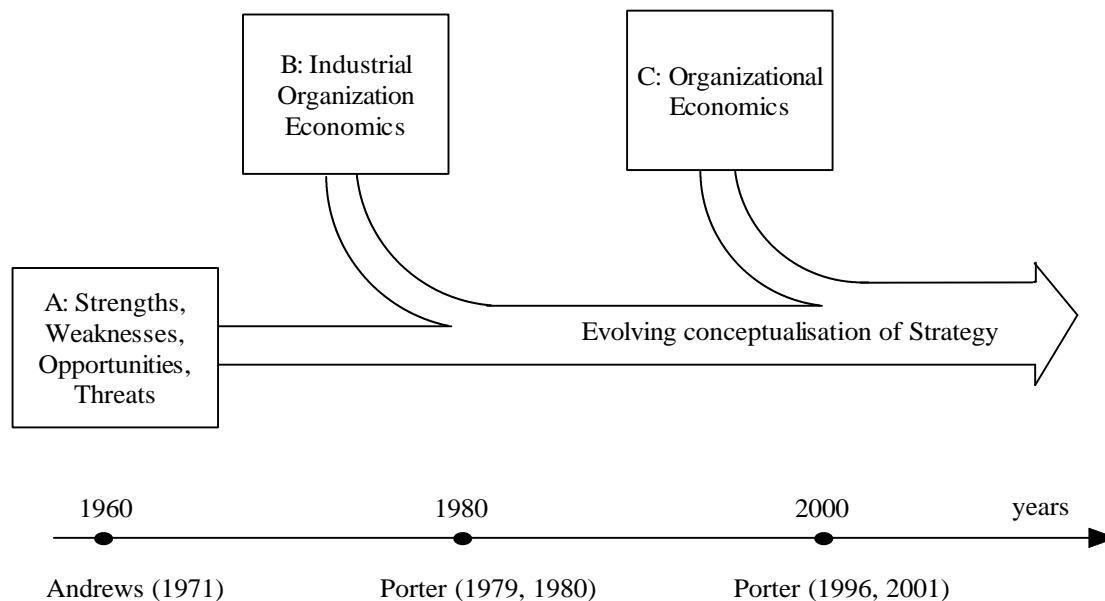 B: Industrial
Organization
Economics
C: Organizational
Economics
A: Strengths,
Weaknesses,
Opportunities,
Threats
Evolving conceptualisation of Strategy
1960
1980
2000
years
Andrews (1971)
Porter (1979, 1980)
Porter (1996, 2001)